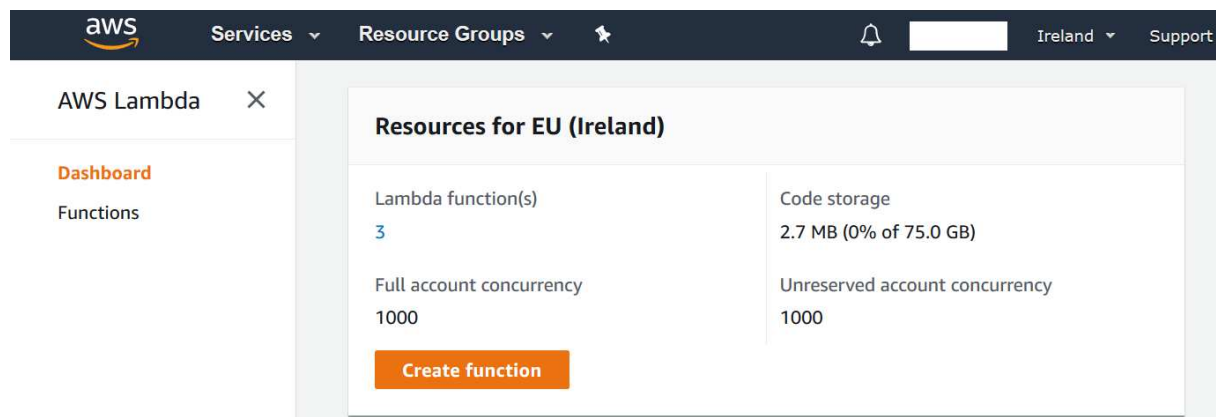 aws Services Resource Groups Ireland Support
AWS Lambda
Dashboard
Functions
Resources for EU (Ireland)
Lambda function(s)
3
Code storage
2.7 MB (0% of 75.0 GB)
Full account concurrency
1000
Unreserved account concurrency
1000
Create function